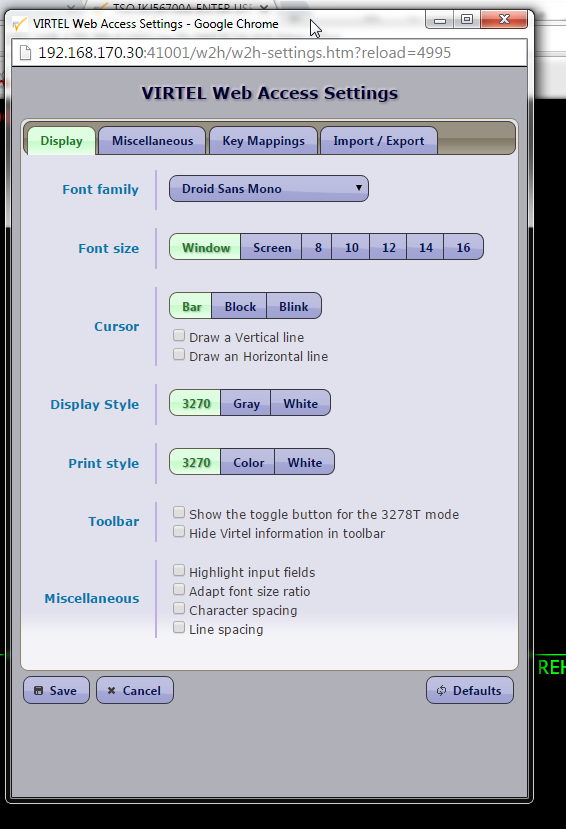 TSO IKJ56700A ENTER USE
VIRTEL Web Access Settings - Google Chrome
192.168.170.30:41001/w2h/w2h-settings.htm?reload=4995
VIRTEL Web Access Settings
Display Miscellaneous Key Mappings Import / Export
Font family Droid Sans Mono
Font size Window Screen 8 10 12 14 16
Cursor Bar Block Blink
Draw a Vertical line
Draw an Horizontal line
Display Style 3270 Gray White
Print style 3270 Color White
Toolbar Show the toggle button for the 3278T mode
Hide Virtel information in toolbar
Miscellaneous Highlight input fields
Adapt font size ratio
Character spacing
Line spacing
REH
Save Cancel Defaults